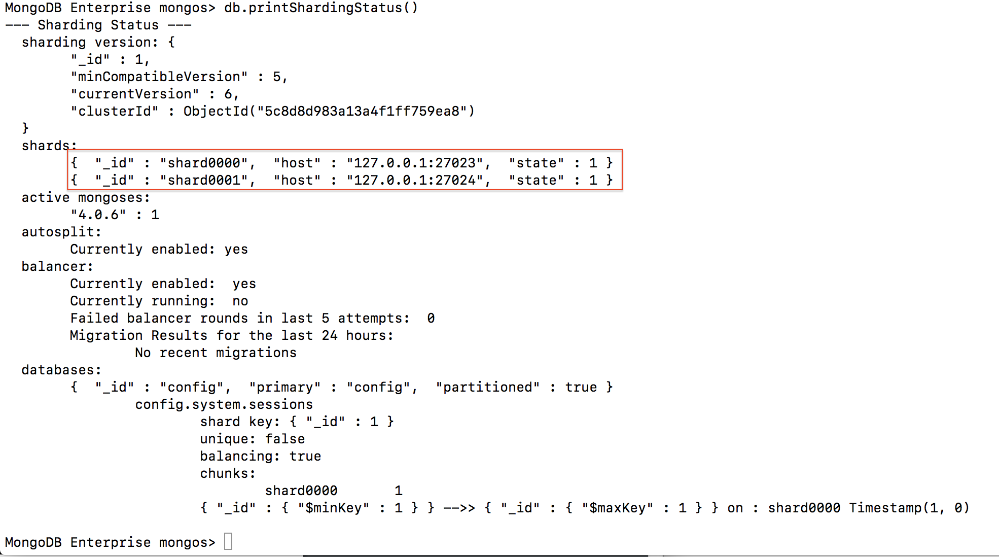 MongoDB Enterprise mongos> db.printShardingStatus()
--- Sharding Status ---
  sharding version: {
        "_id" : 1,
        "minCompatibleVersion" : 5,
        "currentVersion" : 6,
        "clusterId" : ObjectId("5c8d8d983a13a4f1ff759ea8")
  }
  shards:
        {  "_id" : "shard0000",  "host" : "127.0.0.1:27023",  "state" : 1 }
        {  "_id" : "shard0001",  "host" : "127.0.0.1:27024",  "state" : 1 }
  active mongoses:
        "4.0.6" : 1
  autosplit:
        Currently enabled: yes
  balancer:
        Currently enabled:  yes
        Currently running:  no
        Failed balancer rounds in last 5 attempts:  0
        Migration Results for the last 24 hours:
                No recent migrations
  databases:
        {  "_id" : "config",  "primary" : "config",  "partitioned" : true }
                config.system.sessions
                        shard key: { "_id" : 1 }
                        unique: false
                        balancing: true
                        chunks:
                                shard0000       1
                        { "_id" : { "$minKey" : 1 } } -->> { "_id" : { "$maxKey" : 1 } } on : shard0000 Timestamp(1, 0)
MongoDB Enterprise mongos>